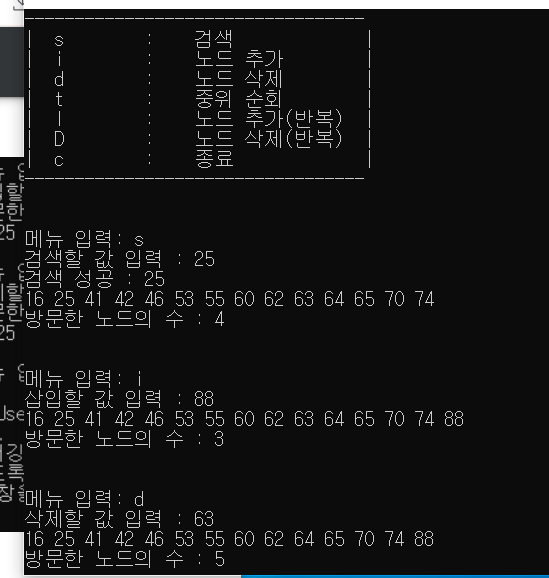 ---------------------------------
| s : 검색 |
| i : 노드 추가 |
| d : 노드 삭제 |
| t : 중위 순회 |
| I : 노드 추가(반복) |
| D : 노드 삭제(반복) |
| c : 종료 |
---------------------------------
메뉴 입력: s
검색할 값 입력 : 25
검색 성공 : 25
16 25 41 42 46 53 55 60 62 63 64 65 70 74
방문한 노드의 수 : 4
메뉴 입력: i
삽입할 값 입력 : 88
16 25 41 42 46 53 55 60 62 63 64 65 70 74 88
방문한 노드의 수 : 3
메뉴 입력: d
삭제할 값 입력 : 63
16 25 41 42 46 53 55 60 62 64 65 70 74 88
방문한 노드의 수 : 5